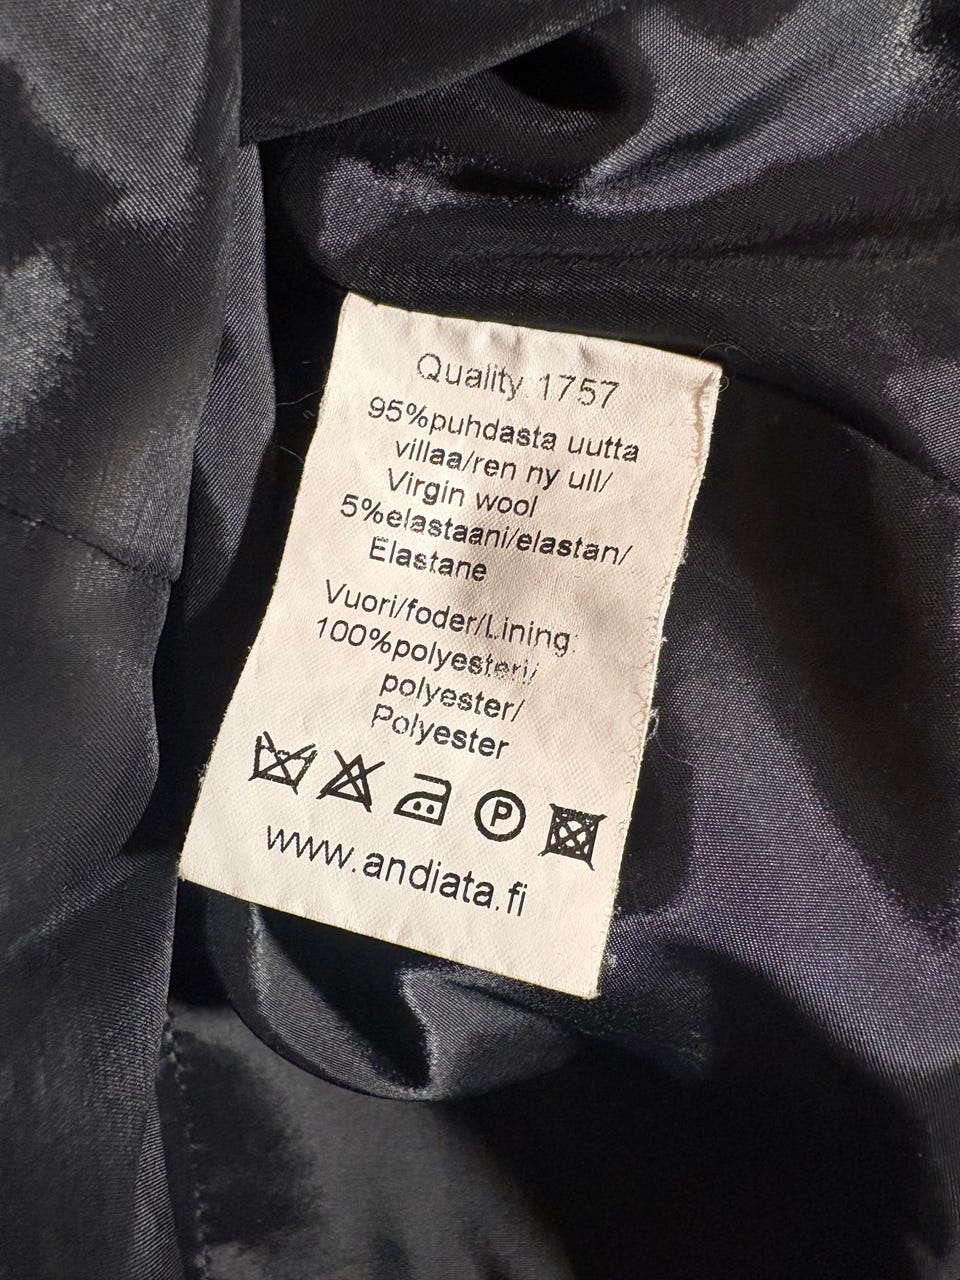 Quality 1757
95%puhdasta uutta
villaa/ren ny ull/
Virgin wool
5%elastaani/elastan/
Elastane
Vuori/foder/Lining:
100%polyesteri/
polyester/
Polyester
P
www.andiata.fi